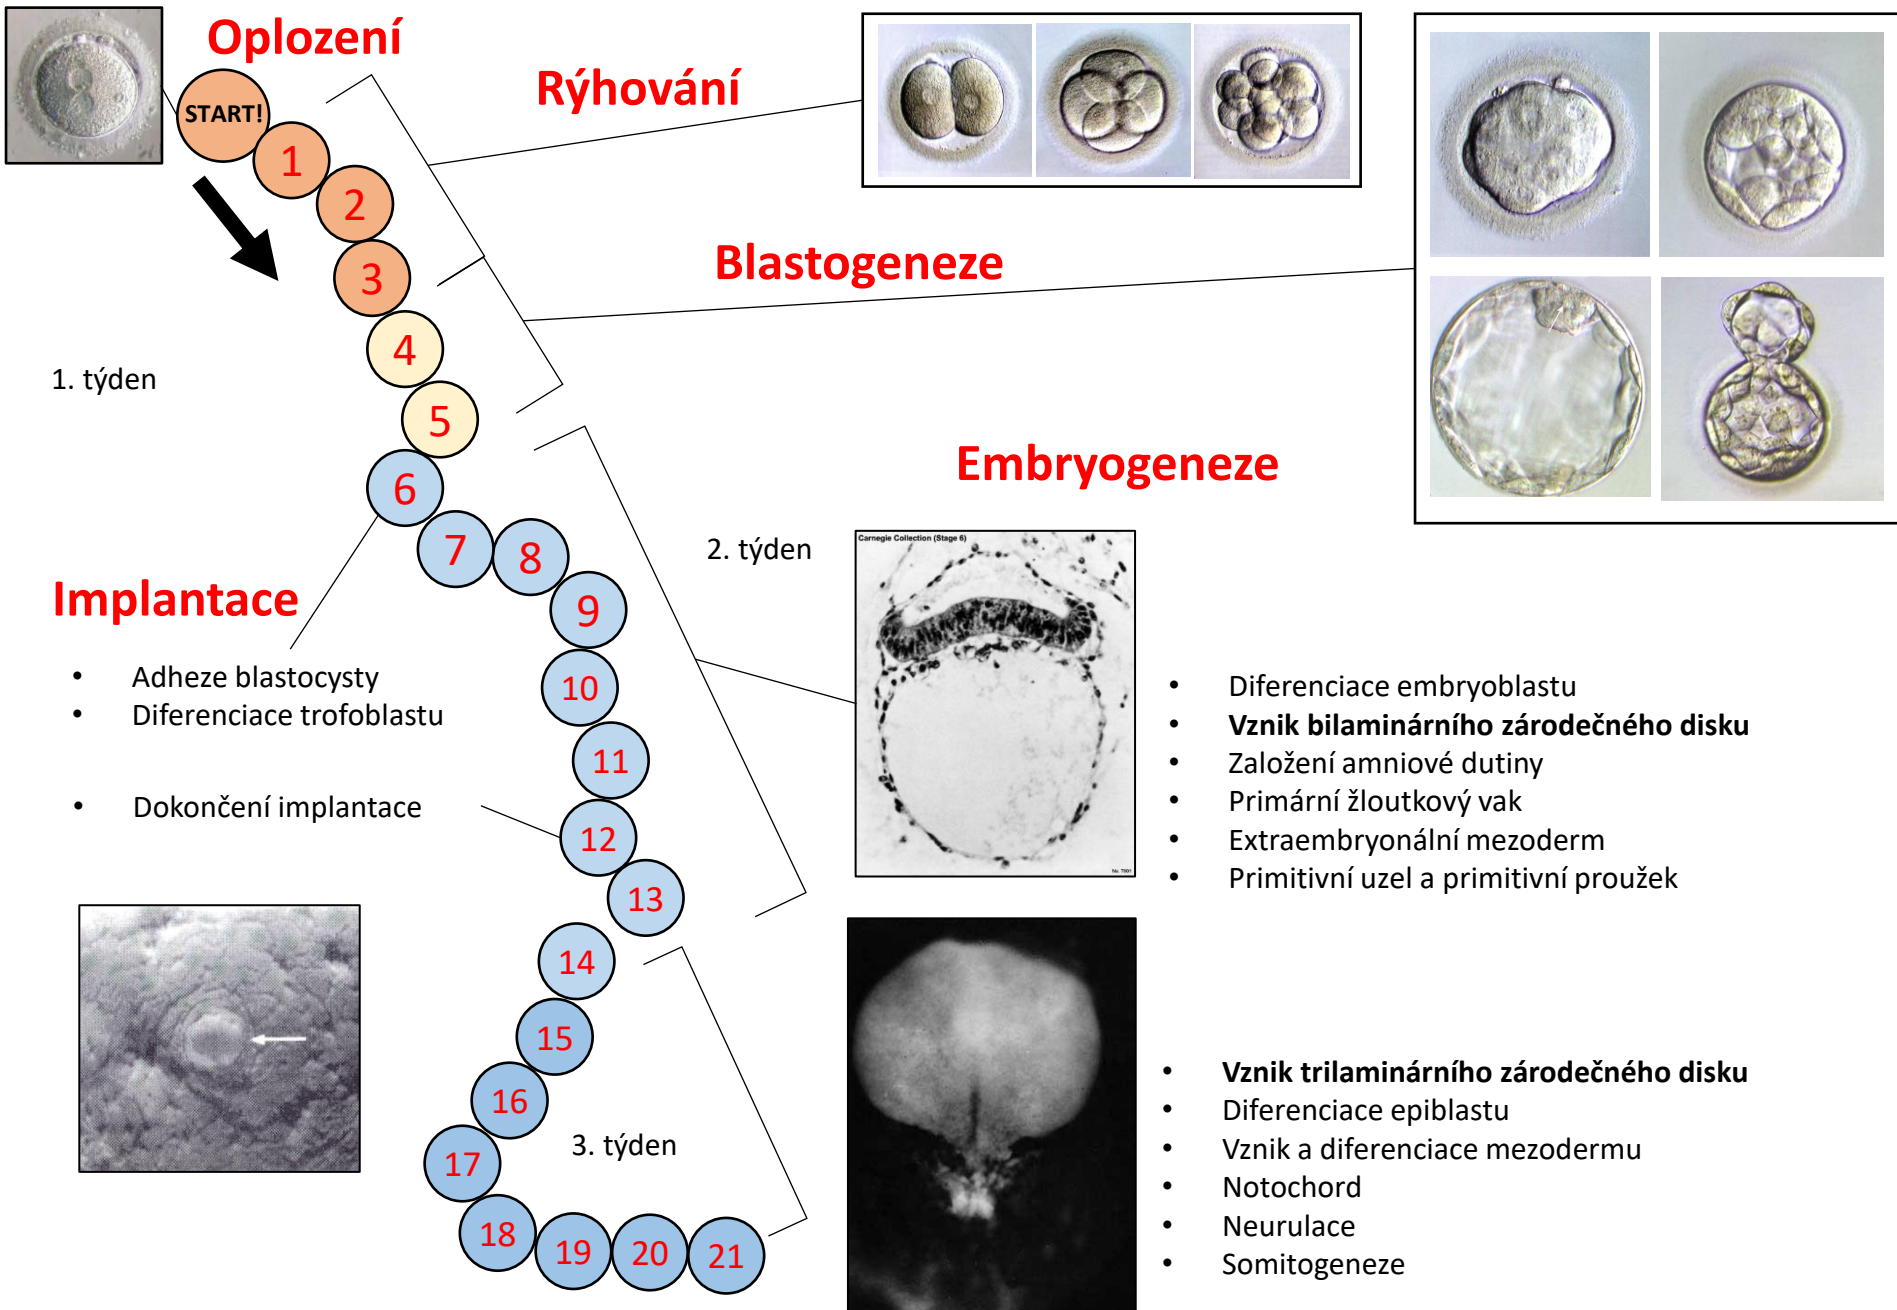 Oplození
Rýhování
START!
1
2
3
Blastogeneze
4
1. týden
5
Embryogeneze
6
7
8
2. týden
Carnegie Collection (Stage 6)
Implantace
9
• Adheze blastocysty
• Diferenciace trofoblastu
10
11
• Dokončení implantace
12
13
No. 7801
• Diferenciace embryoblastu
• Vznik bilaminárního zárodečného disku
• Založení amniové dutiny
• Primární žloutkový vak
• Extraembryonální mezoderm
• Primitivní uzel a primitivní proužek
14
15
16
3. týden
17
18
19
20
21
• Vznik trilaminárního zárodečného disku
• Diferenciace epiblastu
• Vznik a diferenciace mezodermu
• Notochord
• Neurulace
• Somitogeneze